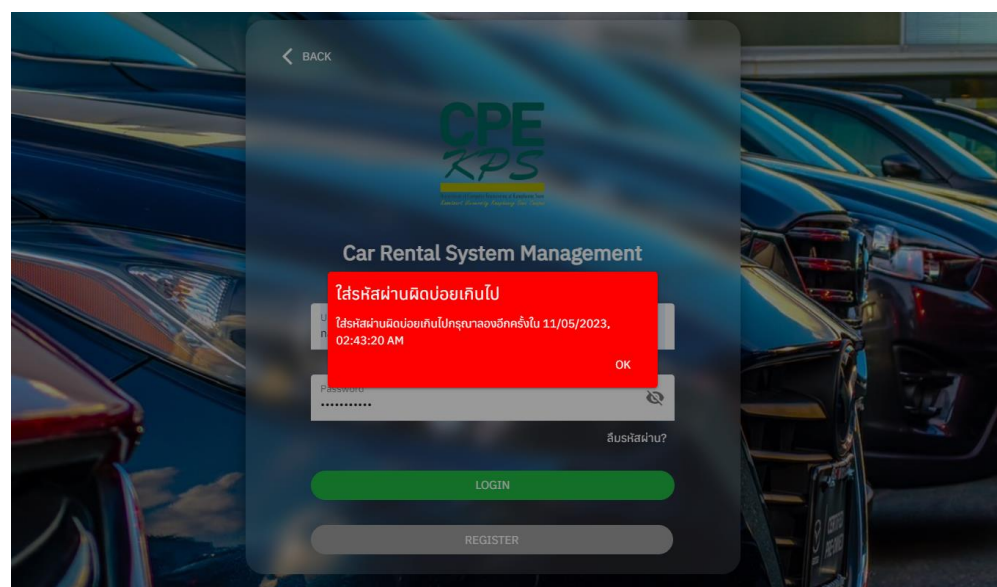 BACK
CPE
KPS
Car Rental System Management
ใส่รหัสผ่านผิดบ่อยเกินไป
ใส่รหัสผ่านผิดบ่อยเกินไปกรุณาลองอีกครั้งใน 11/05/2023,
02:43:20 AM
OK
Password
ลืมรหัสผ่าน?
LOGIN
REGISTER